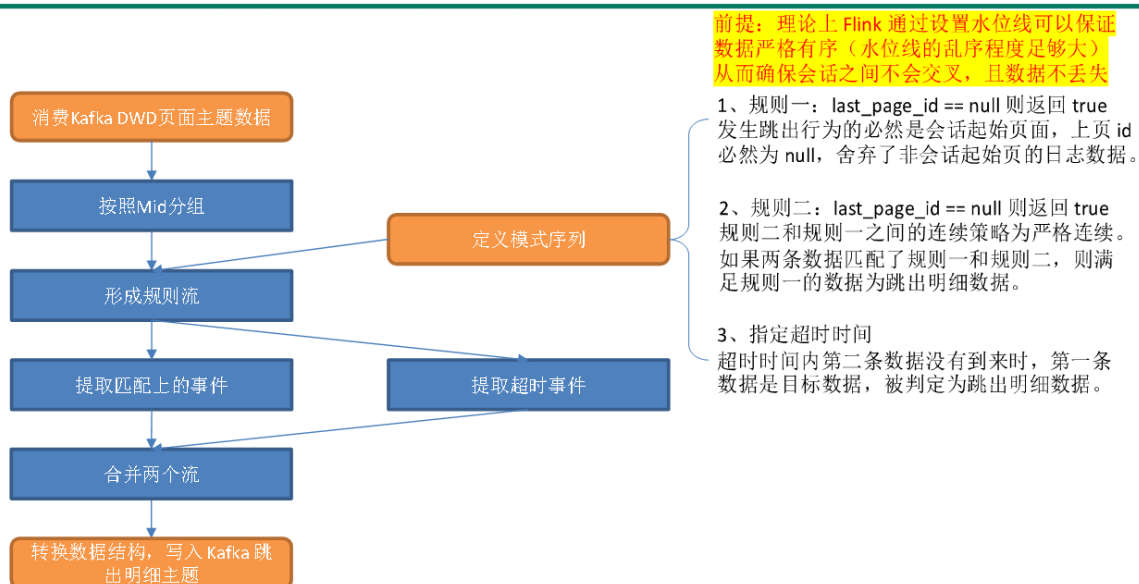 前提：理论上 Flink 通过设置水位线可以保证
数据严格有序（水位线的乱序程度足够大）
从而确保会话之间不会交叉，且数据不丢失
消费Kafka DWD页面主题数据
按照Mid分组
定义模式序列
形成规则流
提取匹配上的事件
提取超时事件
合并两个流
转换数据结构，写入 Kafka 跳
出明细主题
1、规则一：last_page_id == null 则返回 true
发生跳出行为的必然是会话起始页面，上页 id
必然为 null，舍弃了非会话起始页的日志数据。
2、规则二：last_page_id == null 则返回 true
规则二和规则一之间的连续策略为严格连续。
如果两条数据匹配了规则一和规则二，则满
足规则一的数据为跳出明细数据。
3、指定超时时间
超时时间内第二条数据没有到来时，第一条
数据是目标数据，被判定为跳出明细数据。